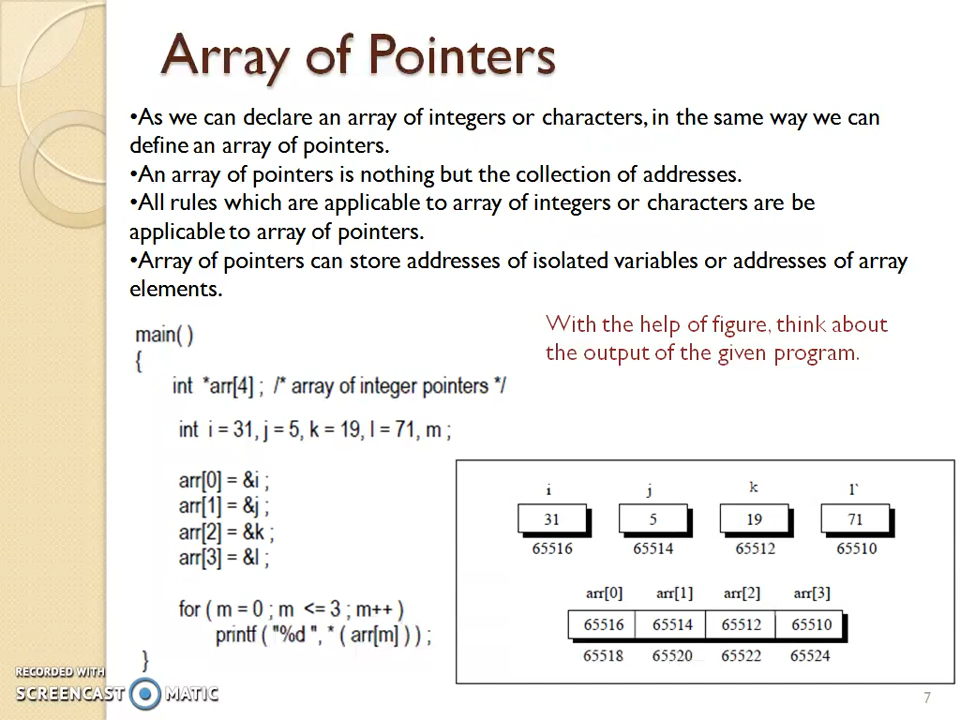 Array of Pointers
•As we can declare an array of integers or characters, in the same way we can
define an array of pointers.
•An array of pointers is nothing but the collection of addresses.
•All rules which are applicable to array of integers or characters are be
applicable to array of pointers.
•Array of pointers can store addresses of isolated variables or addresses of array
elements.
With the help of figure, think about
the output of the given program.
main( )
{
int *arr[4] ; /* array of integer pointers */
int i = 31, j = 5, k = 19, l = 71, m ;
arr[0] = &i ;
arr[1] = &j ;
arr[2] = &k ;
arr[3] = &l ;
for ( m = 0 ; m <= 3 ; m++ )
printf ( "%d ", * ( arr[m] ) ) ;
}
i j k l`
31 5 19 71
65516 65514 65512 65510
arr[0] arr[1] arr[2] arr[3]
65516 65514 65512 65510
65518 65520 65522 65524
RECORDED WITH
SCREENCAST MATIC
7